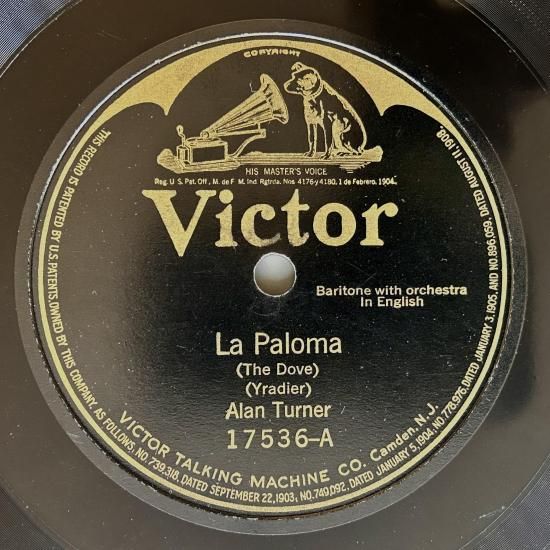 COPYRIGHT
HIS MASTER'S VOICE
Reg. U. S. Pat. Off., M. de F. M. Ind. Rgtrda. Nos. 4176 y 4180, 1 de Febrero, 1904.
Victor
Baritone with orchestra
In English
La Paloma
(The Dove)
(Yradier)
Alan Turner
17536-A
VICTOR TALKING MACHINE CO. Camden, N.J.
THIS RECORD IS PATENTED BY U.S. PATENTS, OWNED BY THIS COMPANY, AS FOLLOWS, NO. 739,318, DATED SEPTEMBER 22, 1903, NO. 749,092, DATED JANUARY 5, 1904, NO. 778,976, DATED JANUARY 3, 1905, AND NO. 896,059, DATED AUGUST 11, 1908.